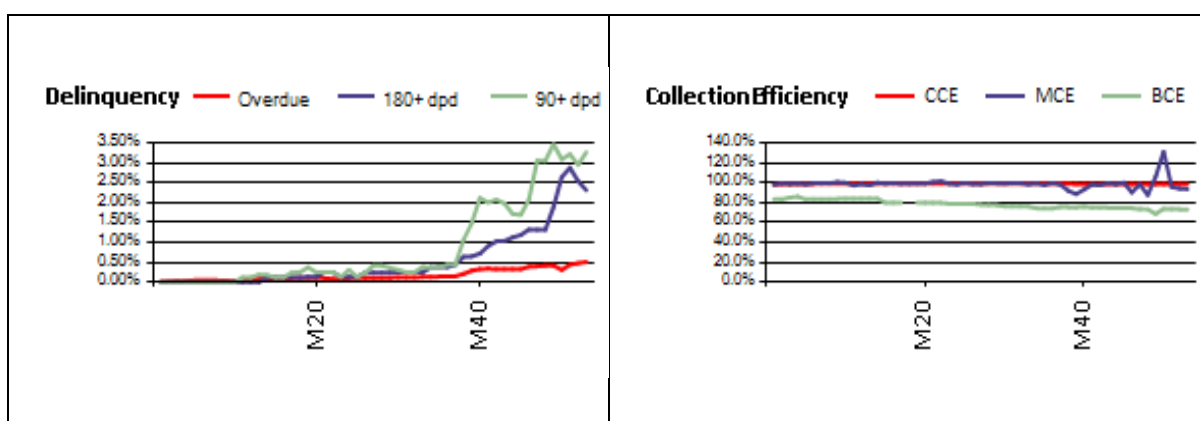 Delinquency Overdue 180+ dpd 90+ dpd
3.50%
3.00%
2.50%
2.00%
1.50%
1.00%
0.50%
0.00%
M20
M40
CollectionEfficiency CCE MCE BCE
140.0%
120.0%
100.0%
80.0%
60.0%
40.0%
20.0%
0.0%
M20
M40